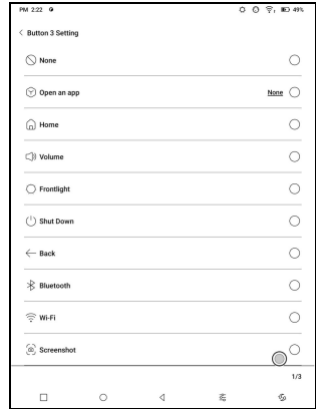 PM 2:22
49%
Button 3 Setting
None
Open an app None
Home
Volume
Frontlight
Shut Down
Back
Bluetooth
Wi-Fi
Screenshot
1/3